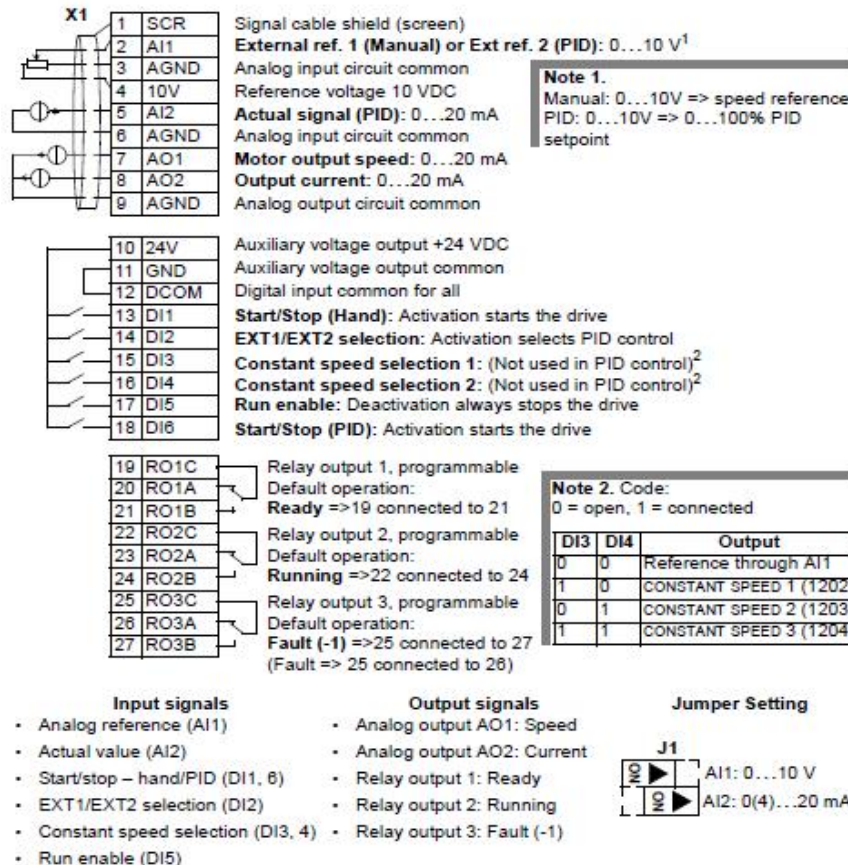 X1
1 SCR Signal cable shield (screen)
2 AI1 External ref. 1 (Manual) or Ext ref. 2 (PID): 0…10 V1
3 AGND Analog input circuit common
4 10V Reference voltage 10 VDC
5 AI2 Actual signal (PID): 0…20 mA
6 AGND Analog input circuit common
7 AO1 Motor output speed: 0…20 mA
8 AO2 Output current: 0…20 mA
9 AGND Analog output circuit common
Note 1.
Manual: 0…10V => speed reference
PID: 0…10V => 0…100% PID
setpoint
10 24V Auxiliary voltage output +24 VDC
11 GND Auxiliary voltage output common
12 DCOM Digital input common for all
13 DI1 Start/Stop (Hand): Activation starts the drive
14 DI2 EXT1/EXT2 selection: Activation selects PID control
15 DI3 Constant speed selection 1: (Not used in PID control)2
16 DI4 Constant speed selection 2: (Not used in PID control)2
17 DI5 Run enable: Deactivation always stops the drive
18 DI6 Start/Stop (PID): Activation starts the drive
19 RO1C Relay output 1, programmable
20 RO1A Default operation:
21 RO1B Ready =>19 connected to 21
22 RO2C Relay output 2, programmable
23 RO2A Default operation:
24 RO2B Running =>22 connected to 24
25 RO3C Relay output 3, programmable
26 RO3A Default operation:
27 RO3B Fault (-1) =>25 connected to 27
(Fault => 25 connected to 26)
Note 2. Code:
0 = open, 1 = connected
DI3 DI4 Output
0 0 Reference through AI1
1 0 CONSTANT SPEED 1 (1202
0 1 CONSTANT SPEED 2 (1203
1 1 CONSTANT SPEED 3 (1204
Input signals
• Analog reference (AI1)
• Actual value (AI2)
• Start/stop – hand/PID (DI1, 6)
• EXT1/EXT2 selection (DI2)
• Constant speed selection (DI3, 4)
• Run enable (DI5)
Output signals
• Analog output AO1: Speed
• Analog output AO2: Current
• Relay output 1: Ready
• Relay output 2: Running
• Relay output 3: Fault (-1)
Jumper Setting
J1
ON AI1: 0…10 V
ON AI2: 0(4)…20 mA